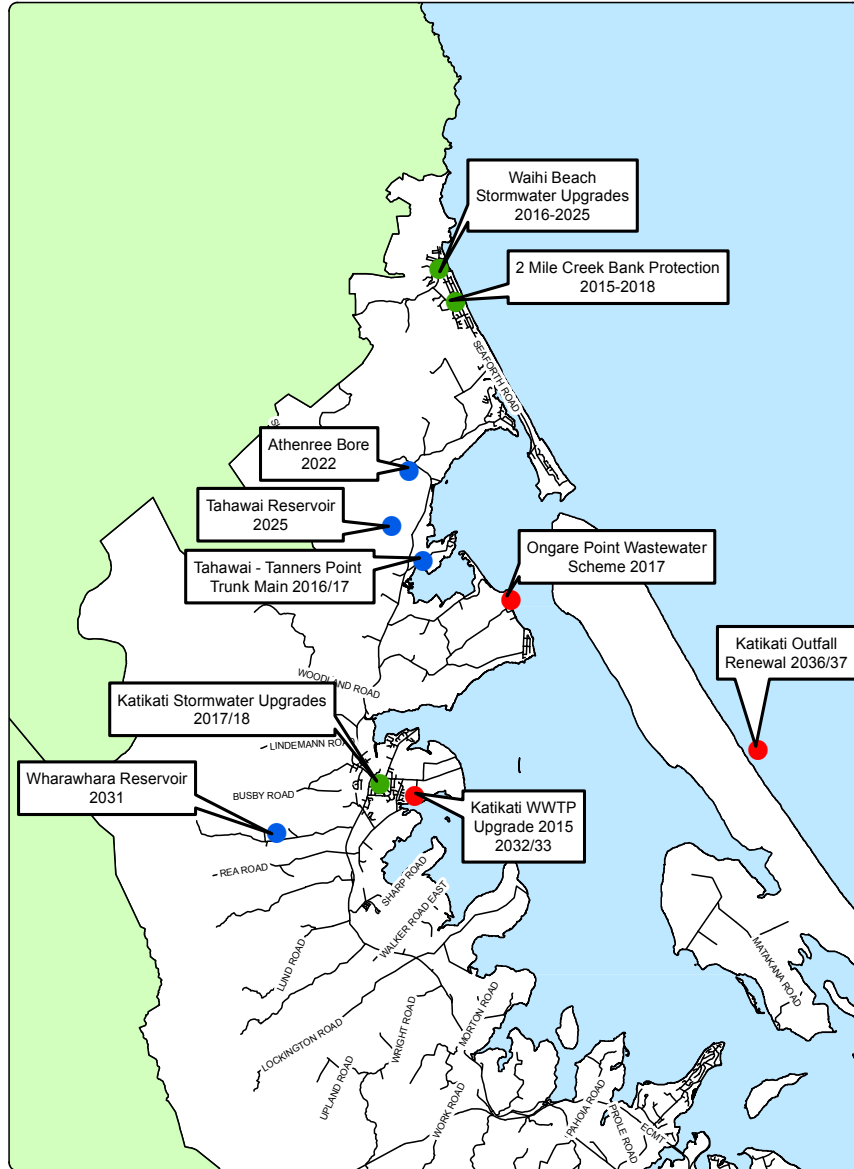 Waihi Beach
Stormwater Upgrades
2016-2025
2 Mile Creek Bank Protection
2015-2018
SEAFORTH ROAD
Athenree Bore
2022
Tahawai Reservoir
2025
Tahawai - Tanners Point
Trunk Main 2016/17
Ongare Point Wastewater
Scheme 2017
Katikati Outfall
Renewal 2036/37
WOODLAND ROAD
Katikati Stormwater Upgrades
2017/18
LINDEMANN ROAD
Wharawhara Reservoir
2031
BUSBY ROAD
Katikati WWTP
Upgrade 2015
2032/33
REA ROAD
SHARP ROAD
WALKER ROAD EAST
LUND ROAD
MATAKANA ROAD
LOCKINGTON ROAD
WRIGHT ROAD
MORTON ROAD
UPLAND ROAD
WORK ROAD
PAHOIA ROAD
PROLE ROAD
ECMT